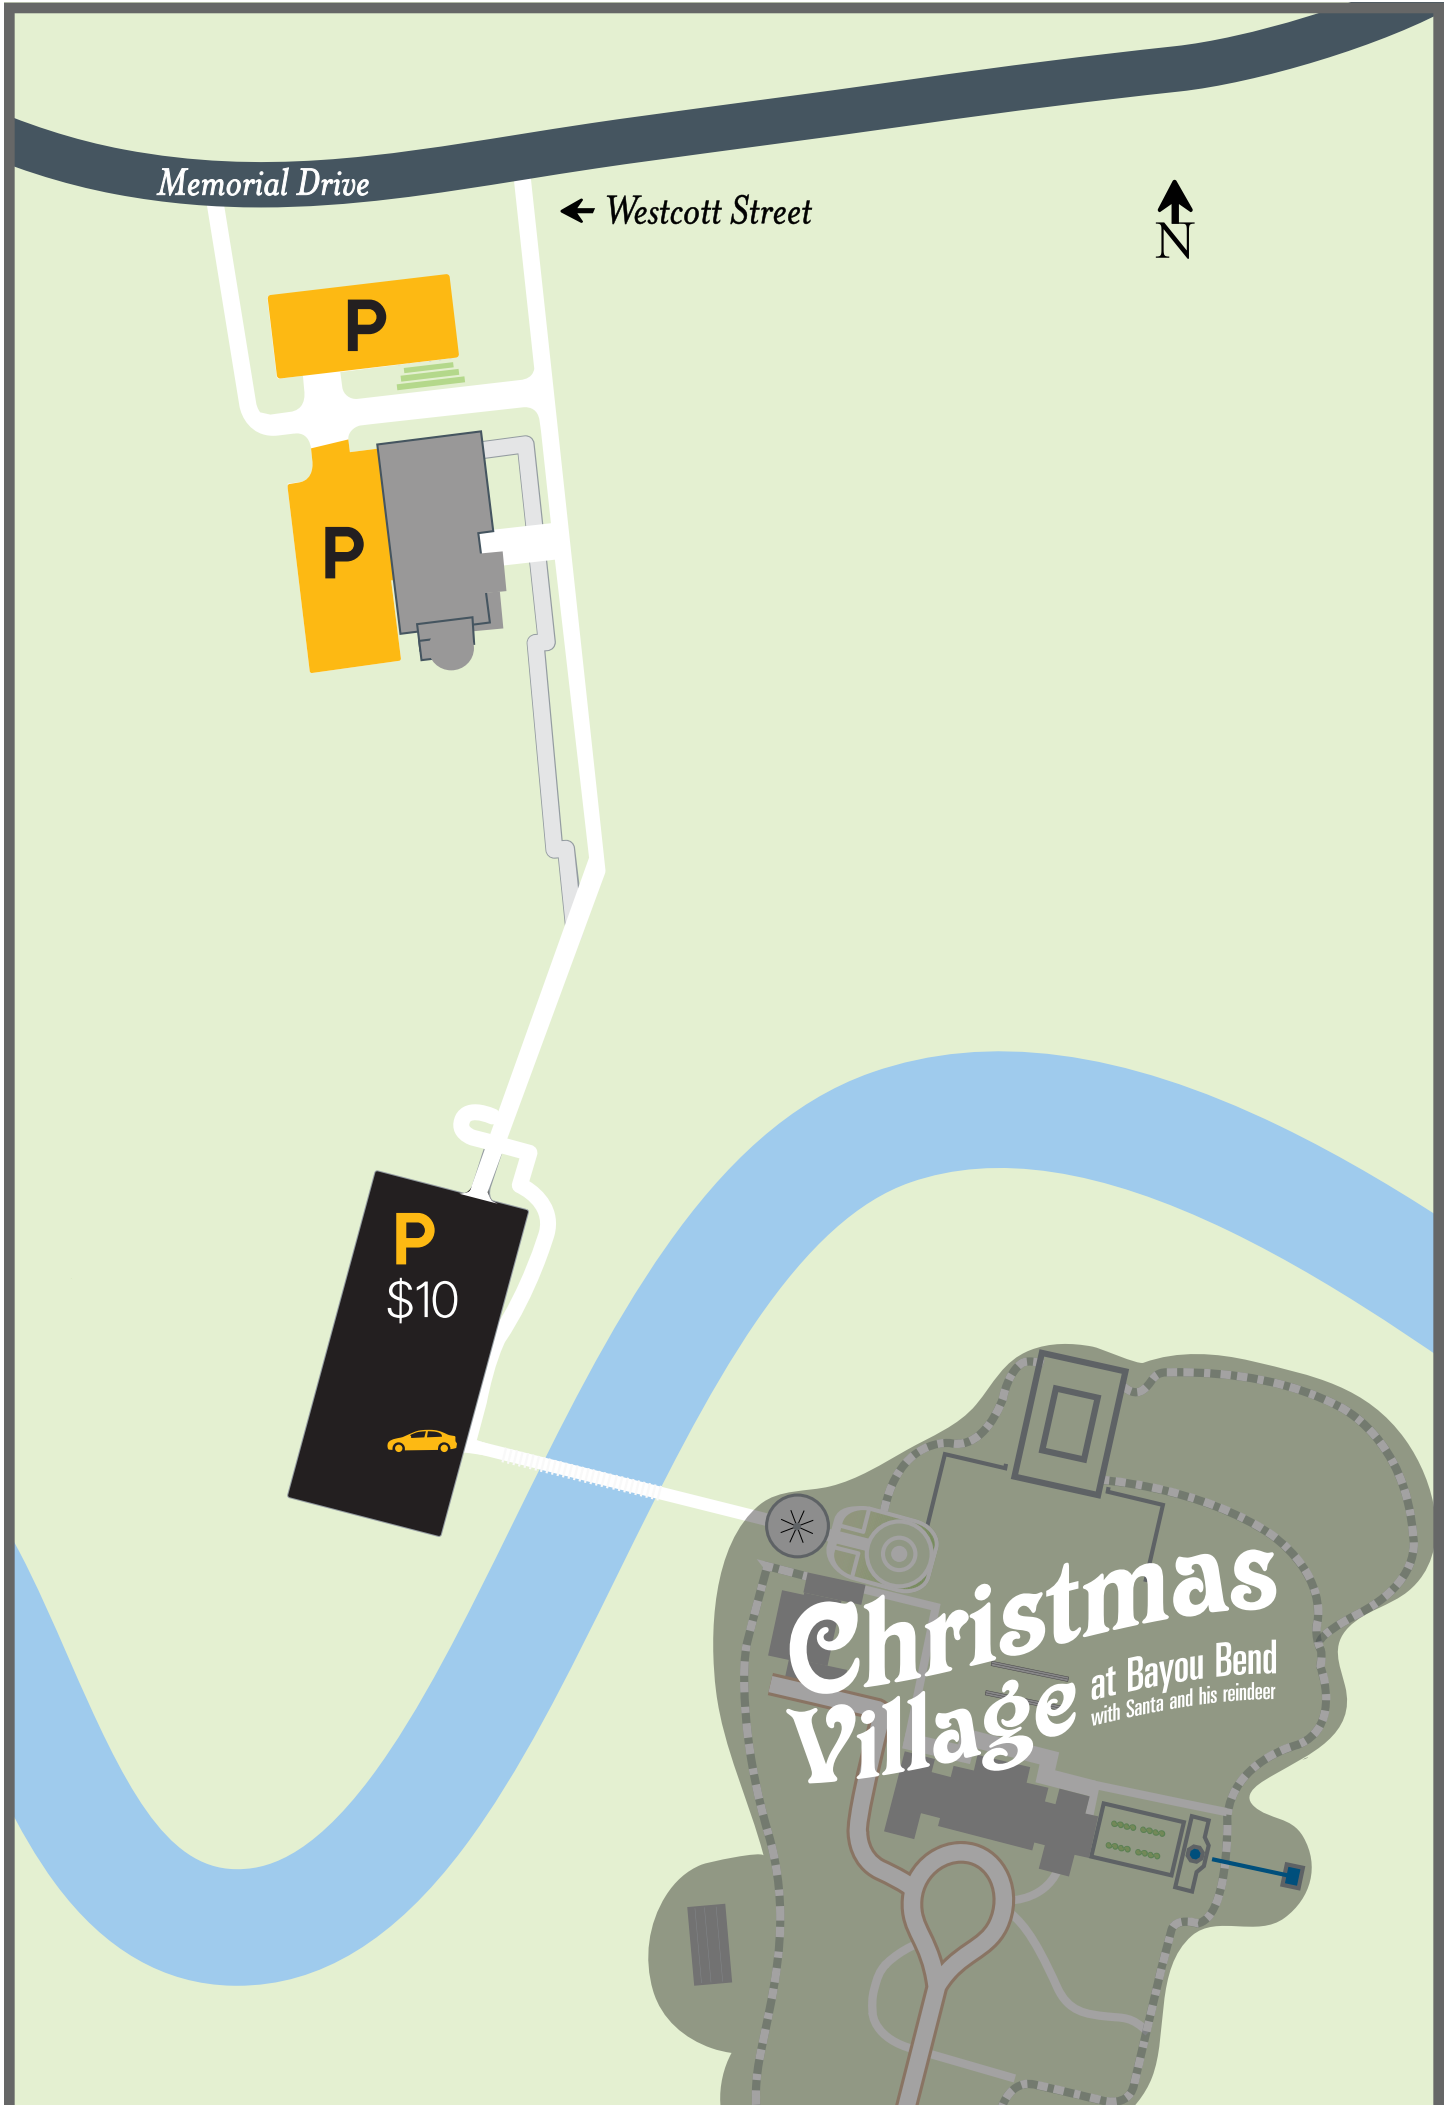 Memorial Drive
Westcott Street
N
P
P
P
$10
Christmas
Village
at Bayou Bend
with Santa and his reindeer